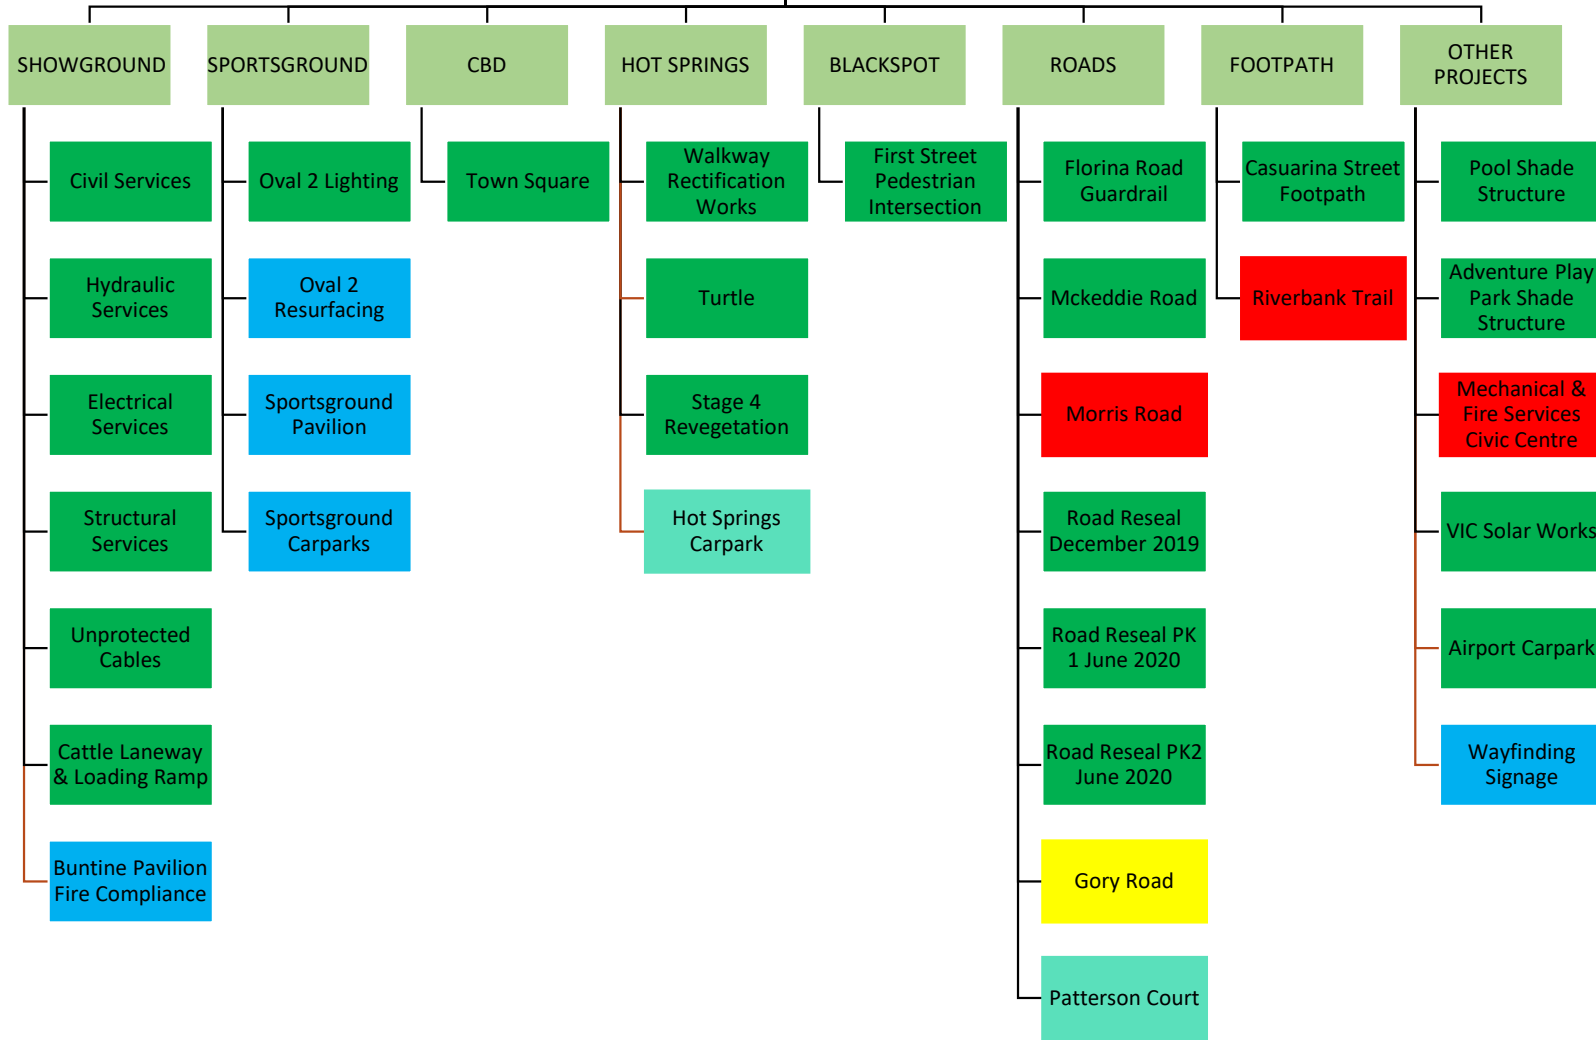 SHOWGROUND
SPORTSGROUND
CBD
HOT SPRINGS
BLACKSPOT
ROADS
FOOTPATH
OTHER
PROJECTS
Civil Services
Hydraulic
Services
Electrical
Services
Structural
Services
Unprotected
Cables
Cattle Laneway
& Loading Ramp
Buntine Pavilion
Fire Compliance
Oval 2 Lighting
Oval 2
Resurfacing
Sportsground
Pavilion
Sportsground
Carparks
Town Square
Walkway
Rectification
Works
Turtle
Stage 4
Revegetation
Hot Springs
Carpark
First Street
Pedestrian
Intersection
Florina Road
Guardrail
Mckeddie Road
Morris Road
Road Reseal
December 2019
Road Reseal PK
1 June 2020
Road Reseal PK2
June 2020
Gory Road
Patterson Court
Casuarina Street
Footpath
Riverbank Trail
Pool Shade
Structure
Adventure Play
Park Shade
Structure
Mechanical &
Fire Services
Civic Centre
VIC Solar Works
Airport Carpark
Wayfinding
Signage